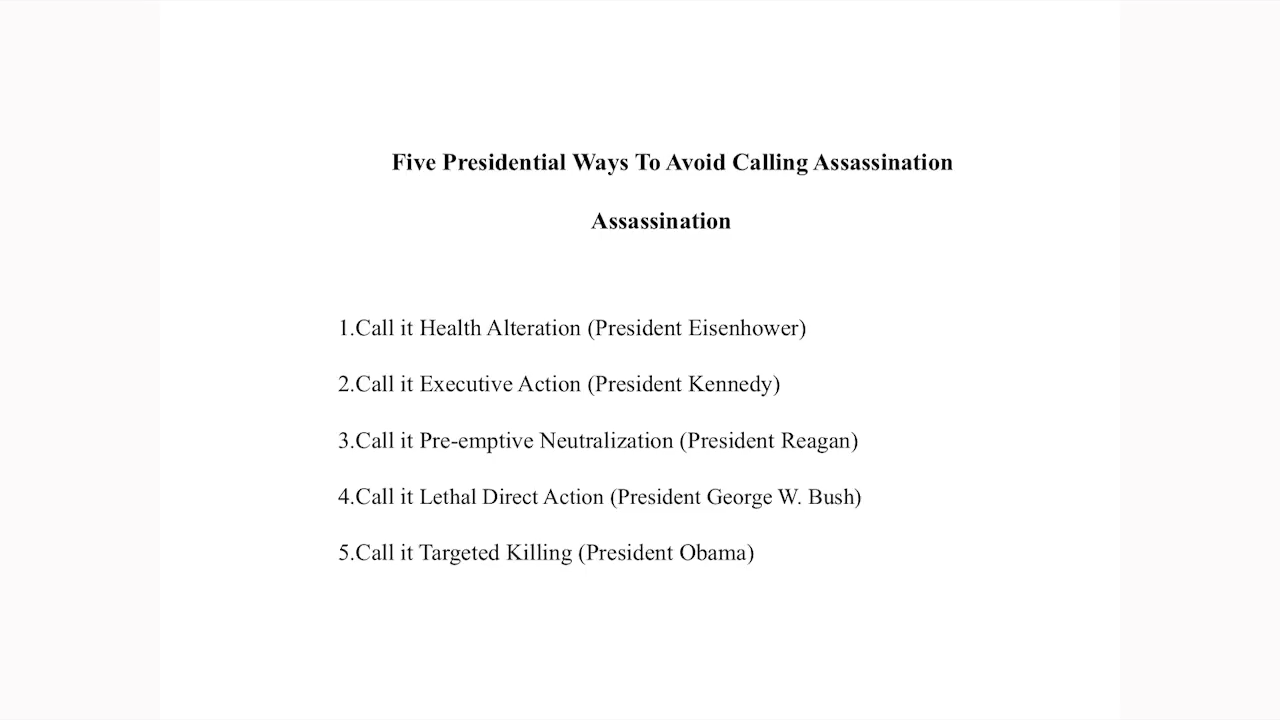 Five Presidential Ways To Avoid Calling Assassination
Assassination
1.Call it Health Alteration (President Eisenhower)
2.Call it Executive Action (President Kennedy)
3.Call it Pre-emptive Neutralization (President Reagan)
4.Call it Lethal Direct Action (President George W. Bush)
5.Call it Targeted Killing (President Obama)